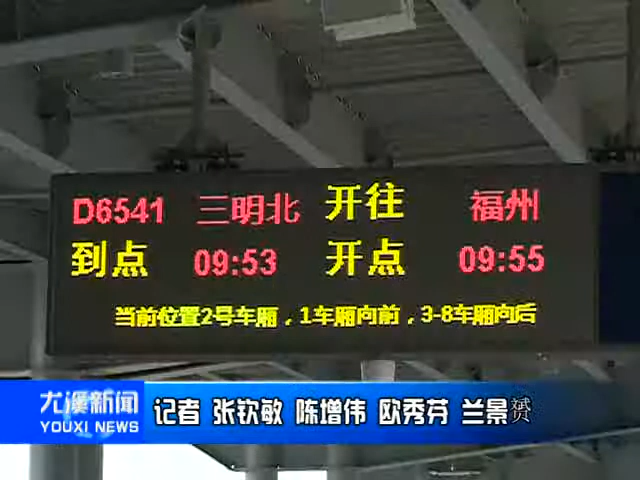 D6541 三明北 开往 福州
到点 09:53 开点 09:55
当前位置2号车厢，1车厢向前，3-8车厢向后
尤溪新闻
YOUXI NEWS
记者 张钦敏 陈增伟 欧秀芬 兰景斌